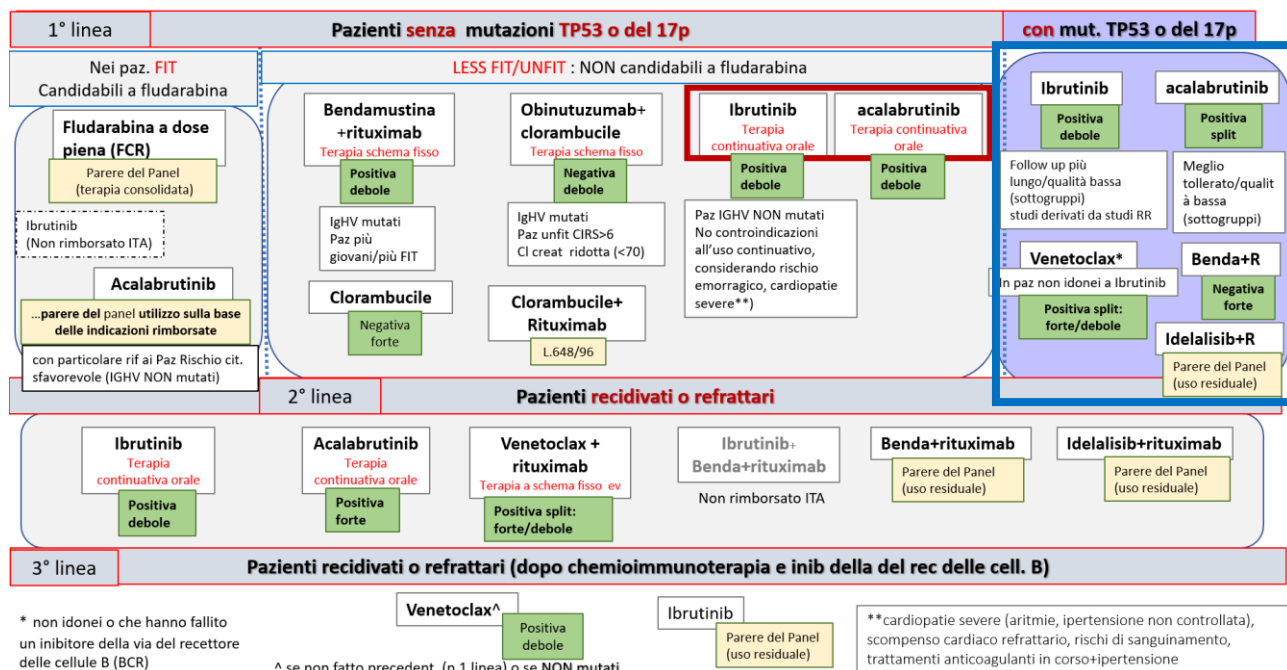 1° linea
Pazienti senza mutazioni TP53 o del 17p
con mut. TP53 o del 17p
Nei paz. FIT
Candidabili a fludarabina
LESS FIT/UNFIT : NON candidabili a fludarabina
Fludarabina a dose
piena (FCR)
Parere del Panel
(terapia consolidata)
Ibrutinib
(Non rimborsato ITA)
Acalabrutinib
...parere del panel utilizzo sulla base
delle indicazioni rimborsate
con particolare rif ai Paz Rischio cit.
sfavorevole (IGHV NON mutati)
Bendamustina
+rituximab
Terapia schema fisso
Positiva
debole
IgHV mutati
Paz più
giovani/più FIT
Clorambucile
Negativa
forte
Obinutuzumab+
clorambucile
Terapia schema fisso
Negativa
debole
IgHV mutati
Paz unfit CIRS>6
Cl creat ridotta (<70)
Clorambucile+
Rituximab
L.648/96
Ibrutinib
Terapia
continuativa orale
Positiva
debole
Paz IGHV NON mutati
No controindicazioni
all'uso continuativo,
considerando rischio
emorragico, cardiopatie
severe**)
acalabrutinib
Terapia continuativa
orale
Positiva
debole
Ibrutinib
Positiva
debole
Follow up più
lungo/qualità bassa
(sottogruppi)
studi derivati da studi RR
acalabrutinib
Positiva
split
Meglio
tollerato/qualit
à bassa
(sottogruppi)
Venetoclax*
In paz non idonei a Ibrutinib
Positiva split:
forte/debole
Benda+R
Negativa
forte
Idelalisib+R
Parere del Panel
(uso residuale)
2° linea
Pazienti recidivati o refrattari
Ibrutinib
Terapia
continuativa orale
Positiva
debole
Acalabrutinib
Terapia
continuativa orale
Positiva
forte
Venetoclax +
rituximab
Terapia a schema fisso ev
Positiva split:
forte/debole
Ibrutinib+
Benda+rituximab
Non rimborsato ITA
Benda+rituximab
Parere del Panel
(uso residuale)
Idelalisib+rituximab
Parere del Panel
(uso residuale)
3° linea
Pazienti recidivati o refrattari (dopo chemioimmunoterapia e inib della del rec delle cell. B)
* non idonei o che hanno fallito
un inibitore della via del recettore
delle cellule B (BCR)
Venetoclax^
Positiva
debole
^ se non fatto precedent. (n 1 linea) o se NON mutati
Ibrutinib
Parere del Panel
(uso residuale)
**cardiopatie severe (aritmie, ipertensione non controllata),
scompenso cardiaco refrattario, rischi di sanguinamento,
trattamenti anticoagulanti in corso+ipertensione